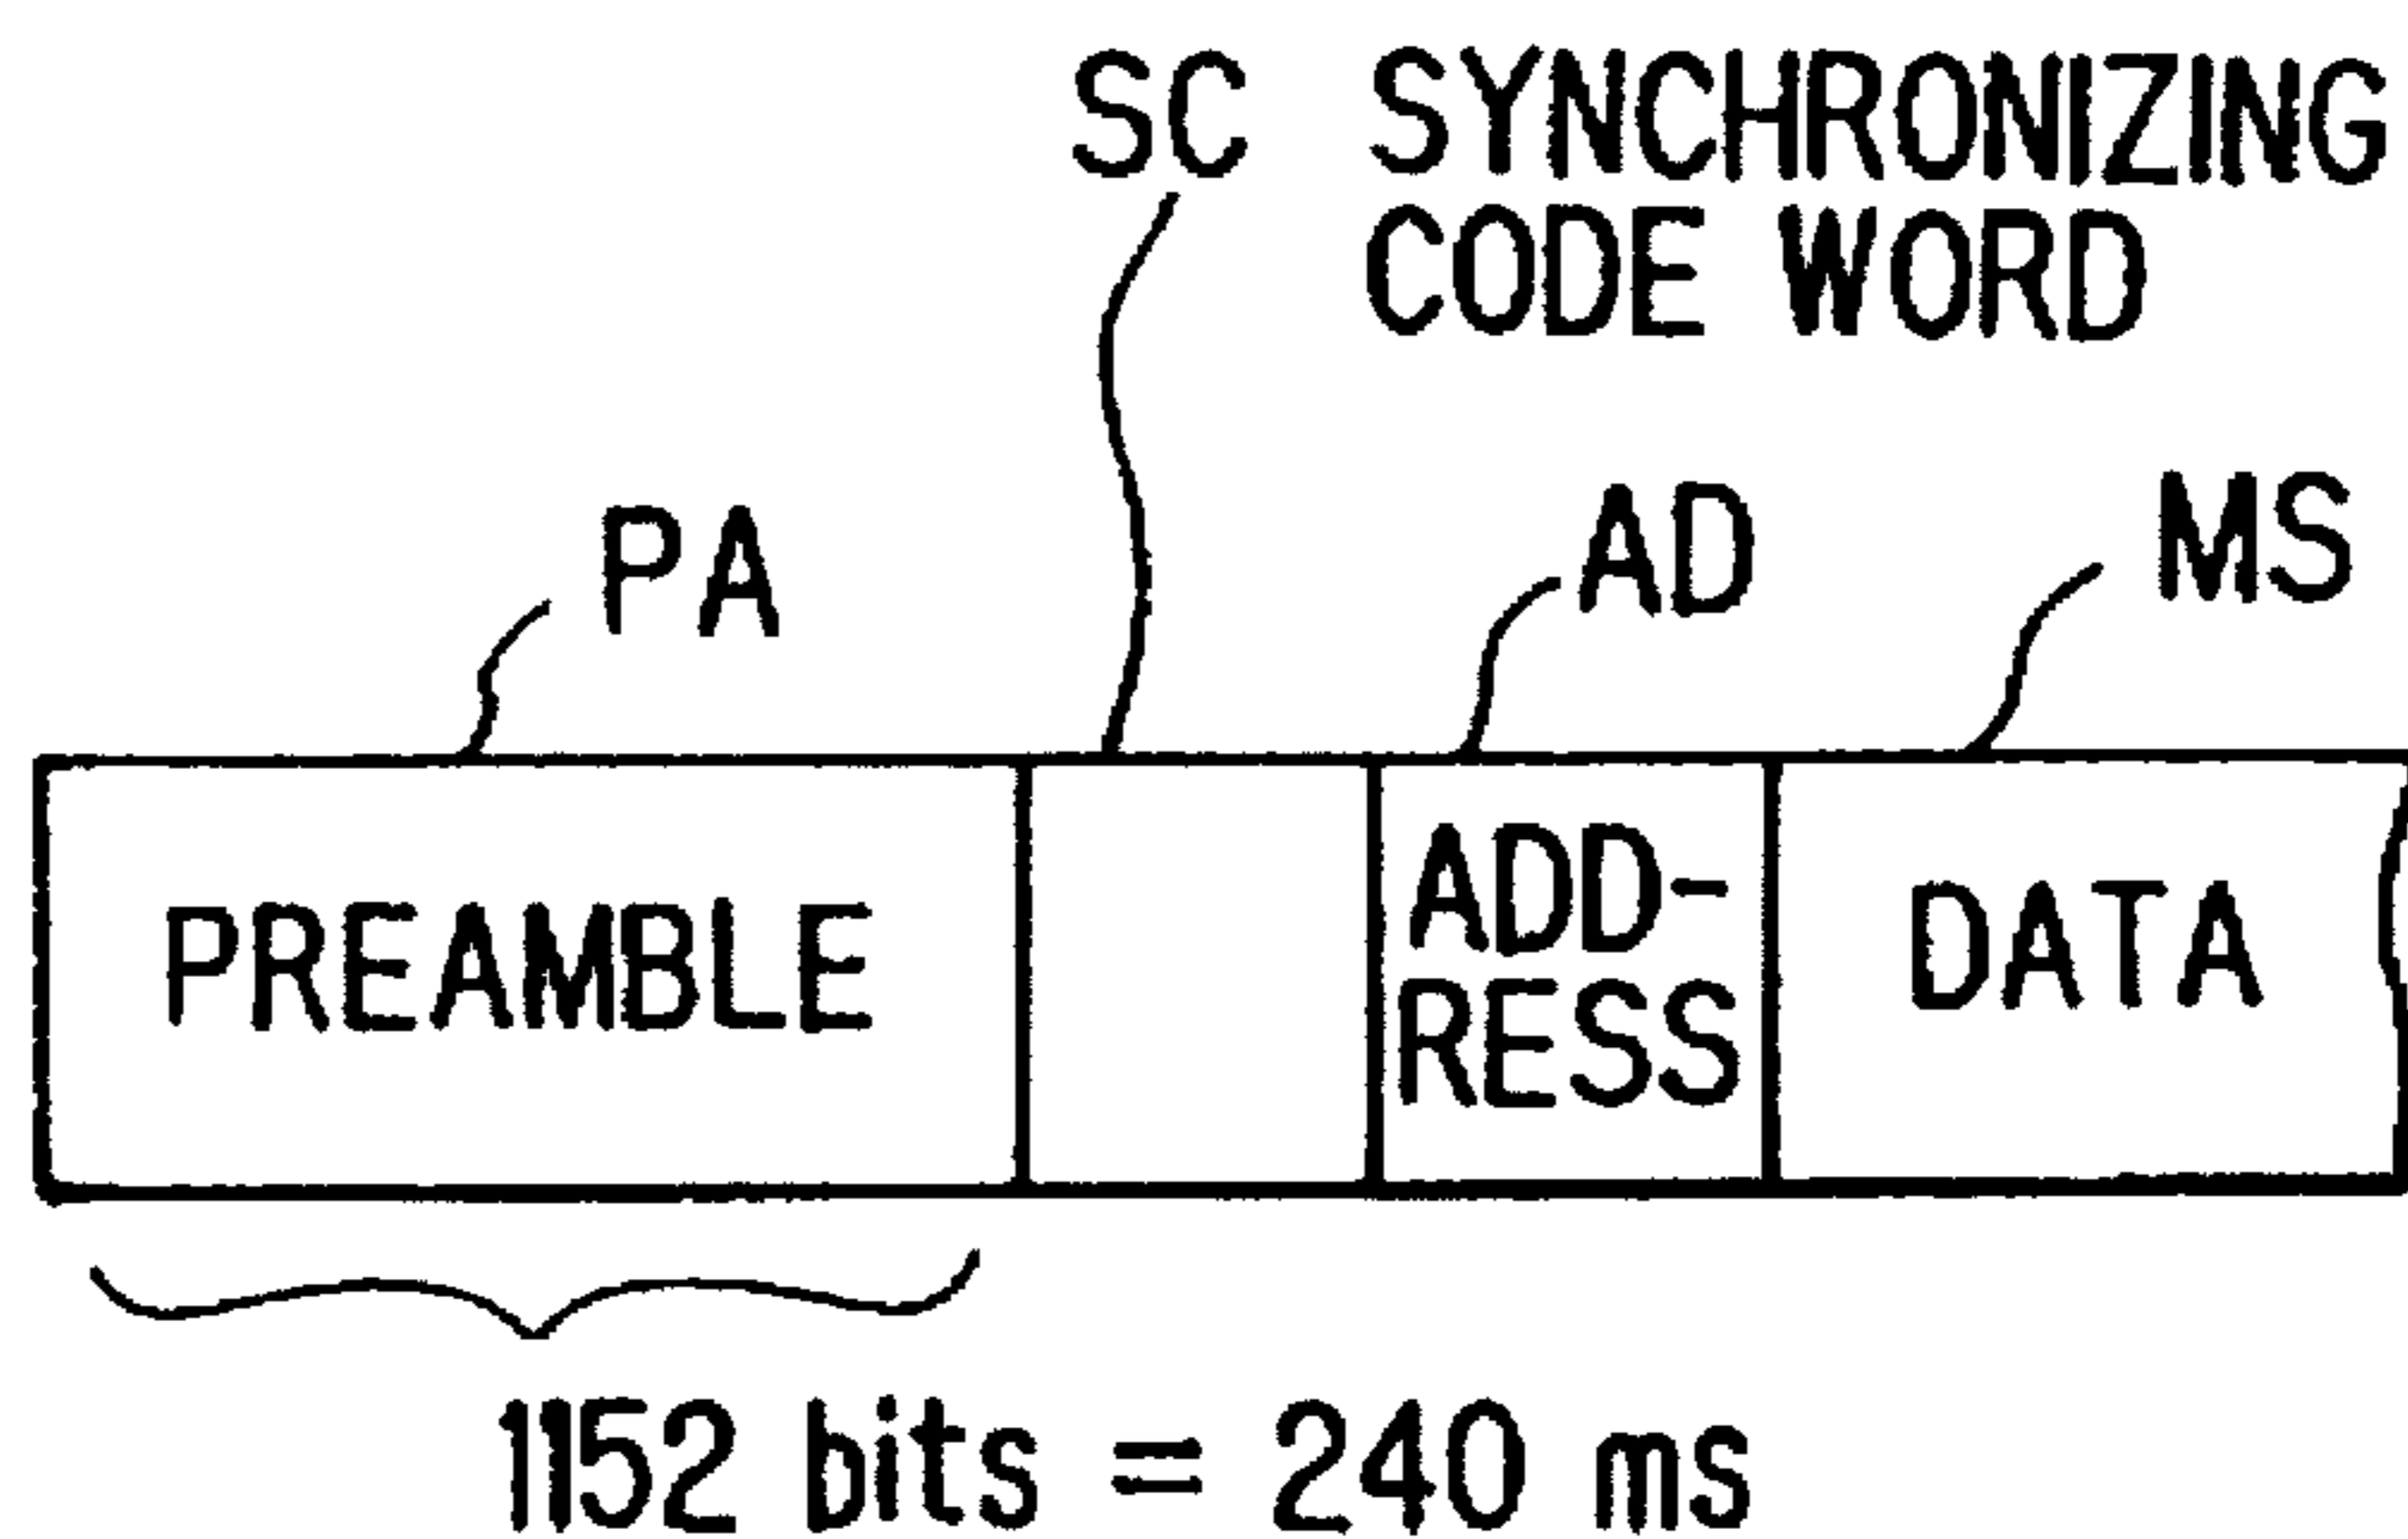 SC SYNCHRONIZING
CODE WORD
PA
AD
MS
PREAMBLE
ADD-
RESS
DATA
1152 bits = 240 ms